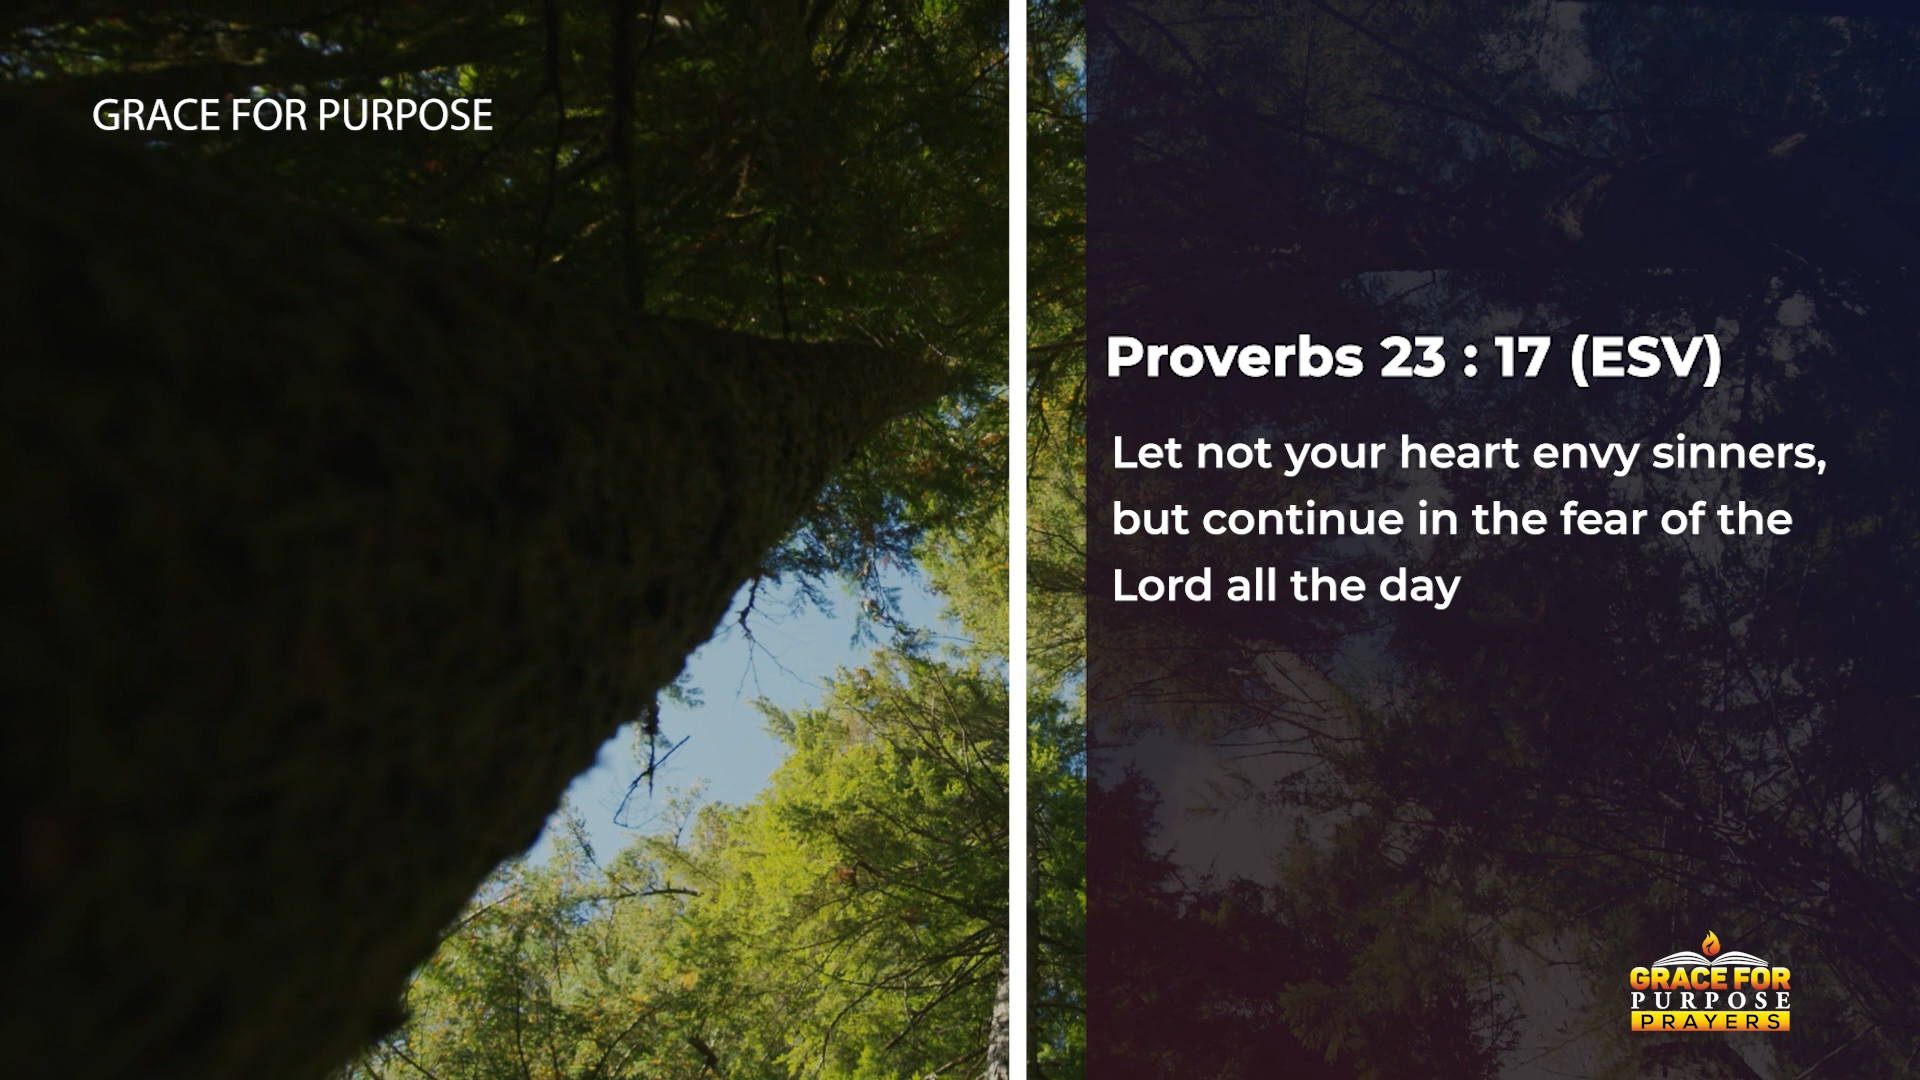 GRACE FOR PURPOSE
Proverbs 23 : 17 (ESV)
Let not your heart envy sinners,
but continue in the fear of the
Lord all the day
GRACE FOR
PURPOSE
PRAYERS